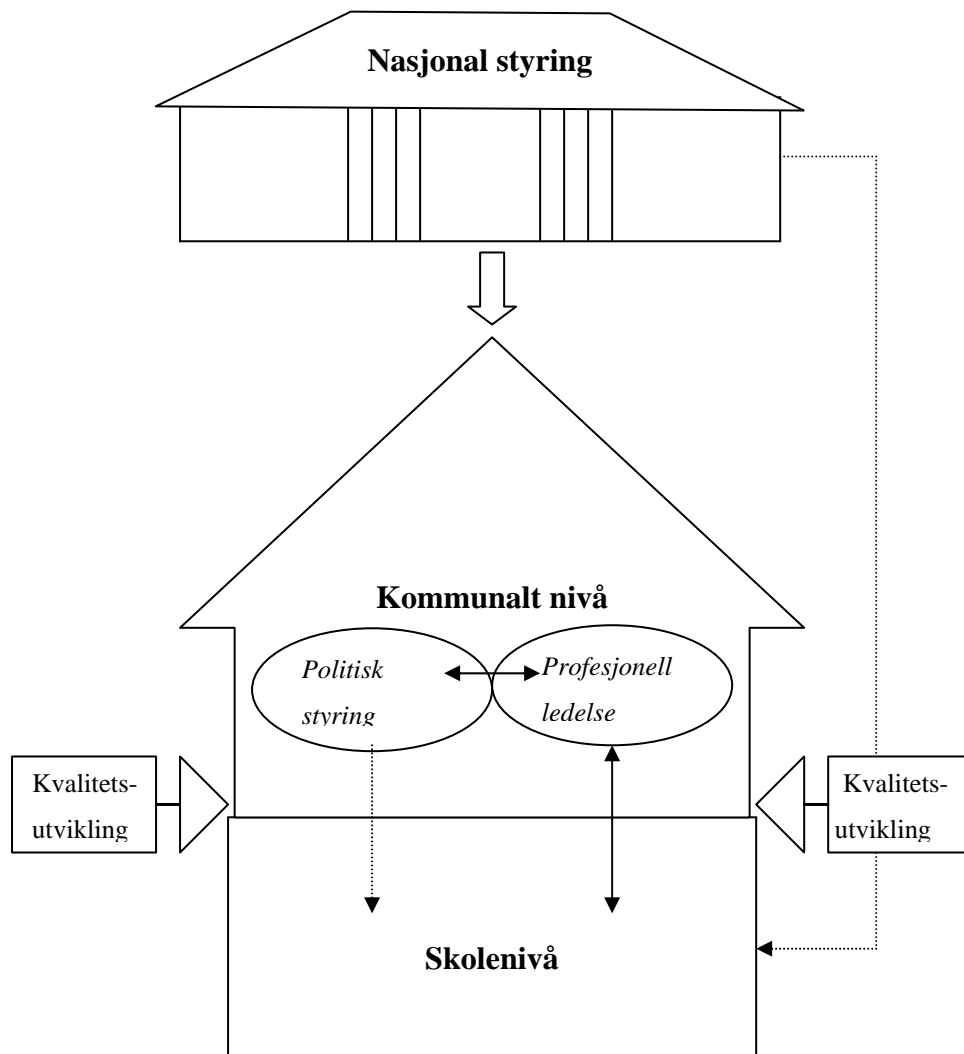 Nasjonal styring
Kommunalt nivå
Politisk
styring
Profesjonell
ledelse
Kvalitets-
utvikling
Kvalitets-
utvikling
Skolenivå